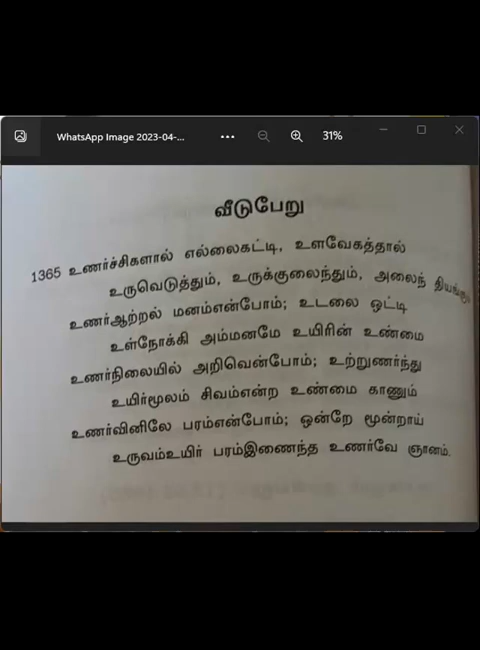 WhatsApp Image 2023-04-...
31%
வீடுபேறு
1365 உணர்ச்சிகளால் எல்லைகட்டி, உளவேகத்தால்
உருவெடுத்தும், உருக்குலைந்தும், அலைந் தியங்கும்
உணர்ஆற்றல் மனம்என்போம்; உடலை ஒட்டி
உள்நோக்கி அம்மனமே உயிரின் உண்மை
உணர்நிலையில் அறிவென்போம்; உற்றுணர்ந்து
உயிர்மூலம் சிவம்என்ற உண்மை காணும்
உணர்வினிலே பரம்என்போம்; ஒன்றே மூன்றாய்
உருவம்உயிர் பரம்இணைந்த உணர்வே ஞானம்.